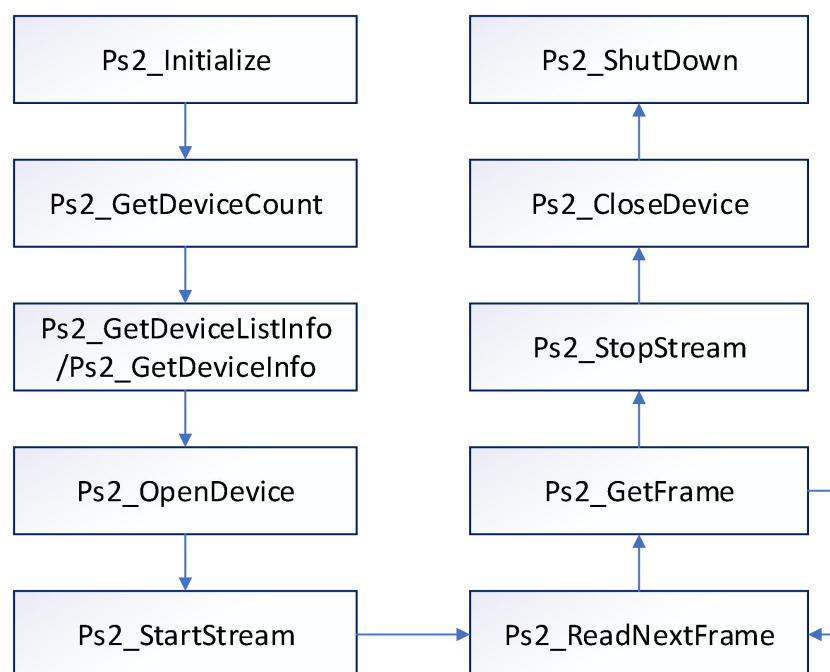 Ps2_Initialize
Ps2_GetDeviceCount
Ps2_GetDeviceListInfo
/Ps2_GetDeviceInfo
Ps2_OpenDevice
Ps2_StartStream
Ps2_ShutDown
Ps2_CloseDevice
Ps2_StopStream
Ps2_GetFrame
Ps2_ReadNextFrame